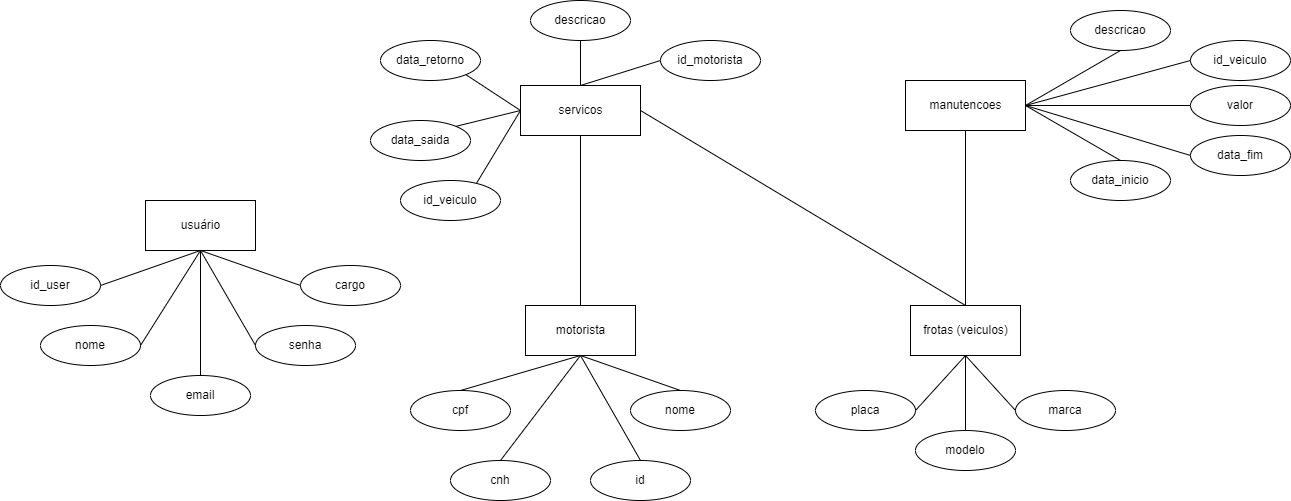 descricao
data_retorno
id_motorista
servicos
data_saida
id_veiculo
descricao
id_veiculo
manutencoes
valor
data_fim
data_inicio
usuário
id_user
cargo
nome
senha
email
motorista
cpf
nome
cnh
id
frotas (veiculos)
placa
marca
modelo